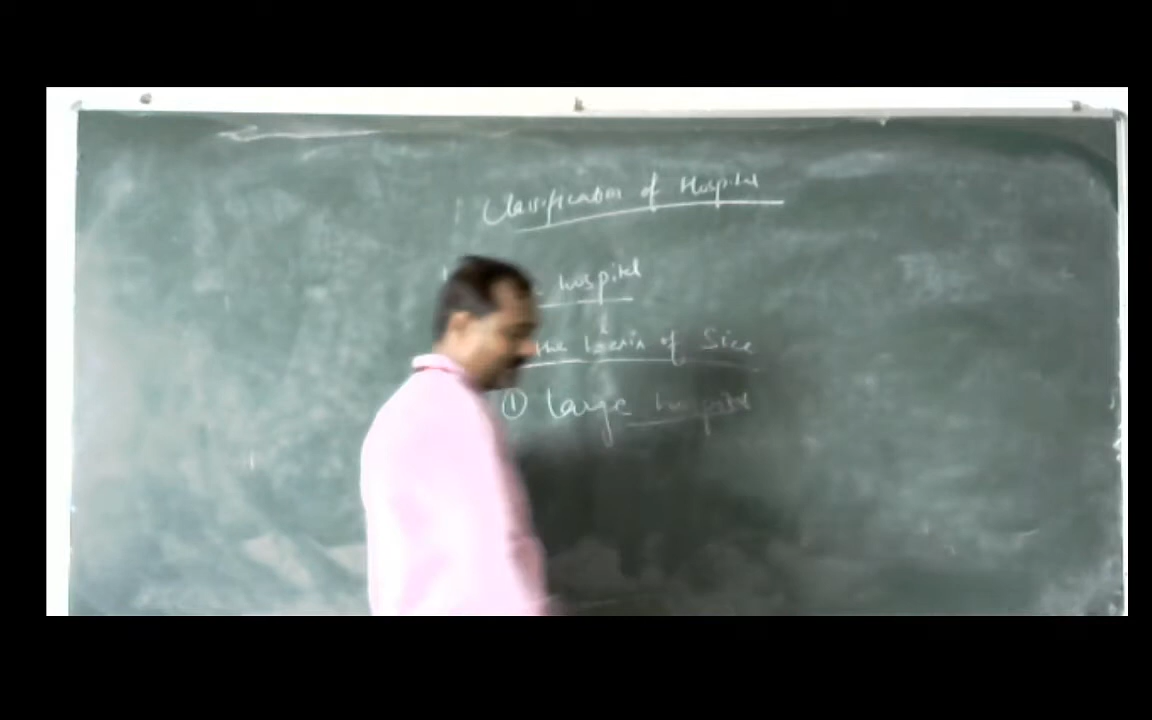 Classification of Hospital
hospital
the basis of Size
① large hospital